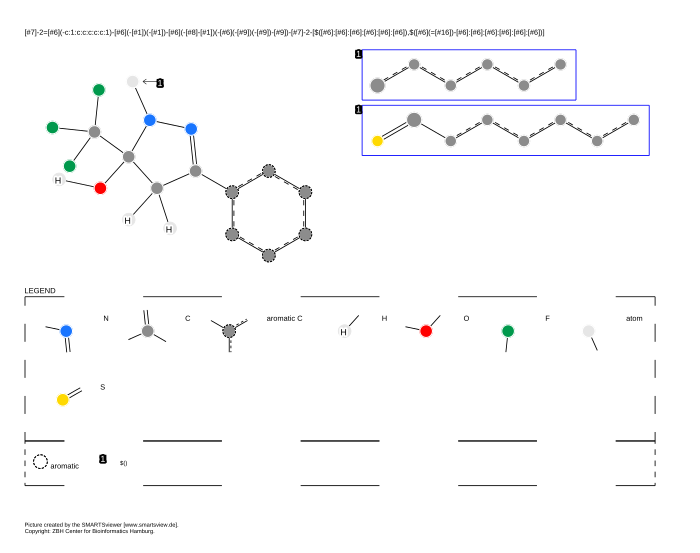 [#7]-2=[#6](-c:1:c:c:c:c:c:1)-[#6](-[#1])(-[#1])-[#6](-[#8]-[#1])(-[#6](-[#9])(-[#9])-[#9])-[#7]-2-[$([#6]:[#6]:[#6]:[#6]:[#6]:[#6]),$([#6](=[#16])-[#6]:[#6]:[#6]:[#6]:[#6]:[#6])]
1
1
1
H
H
H
LEGEND
N C aromatic C H O F atom
H
S
aromatic 1 $()
Picture created by the SMARTSviewer [www.smartsview.de].
Copyright: ZBH Center for Bioinformatics Hamburg.